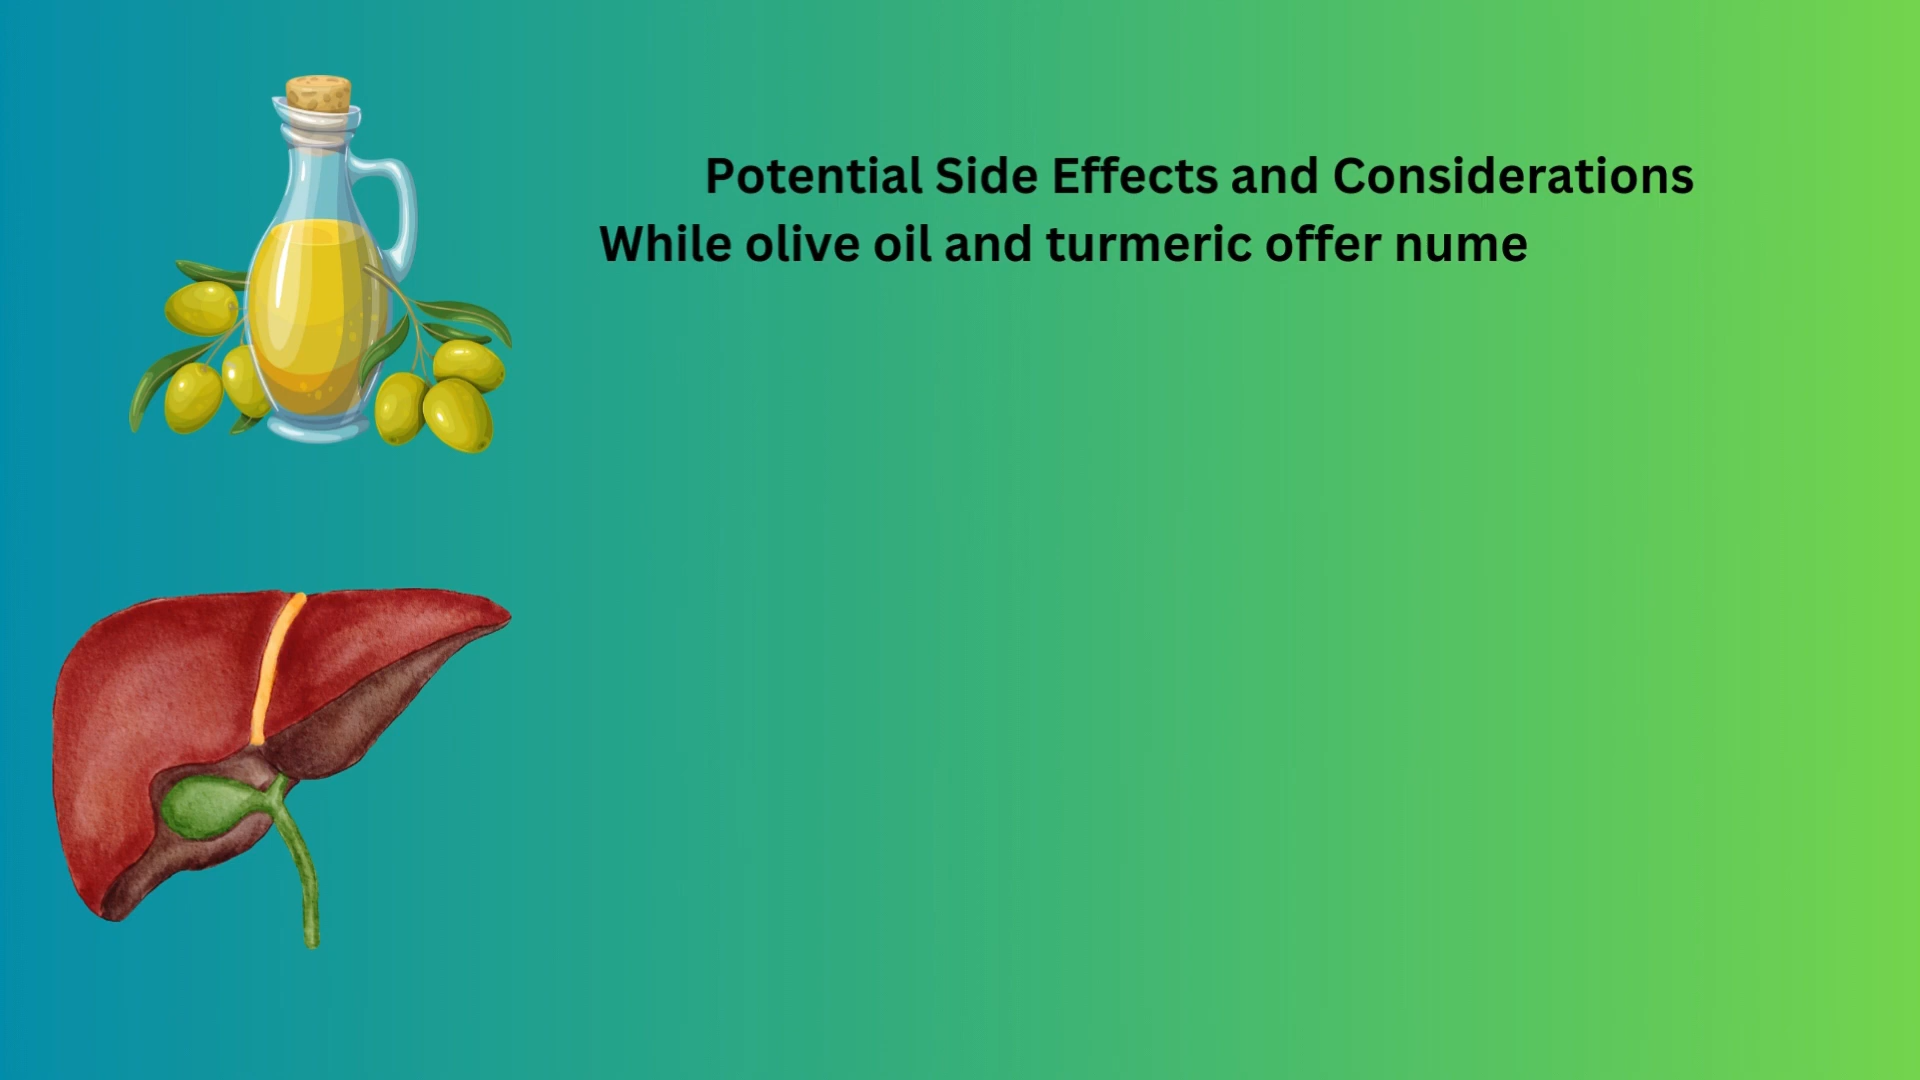 Potential Side Effects and Considerations
While olive oil and turmeric offer nume